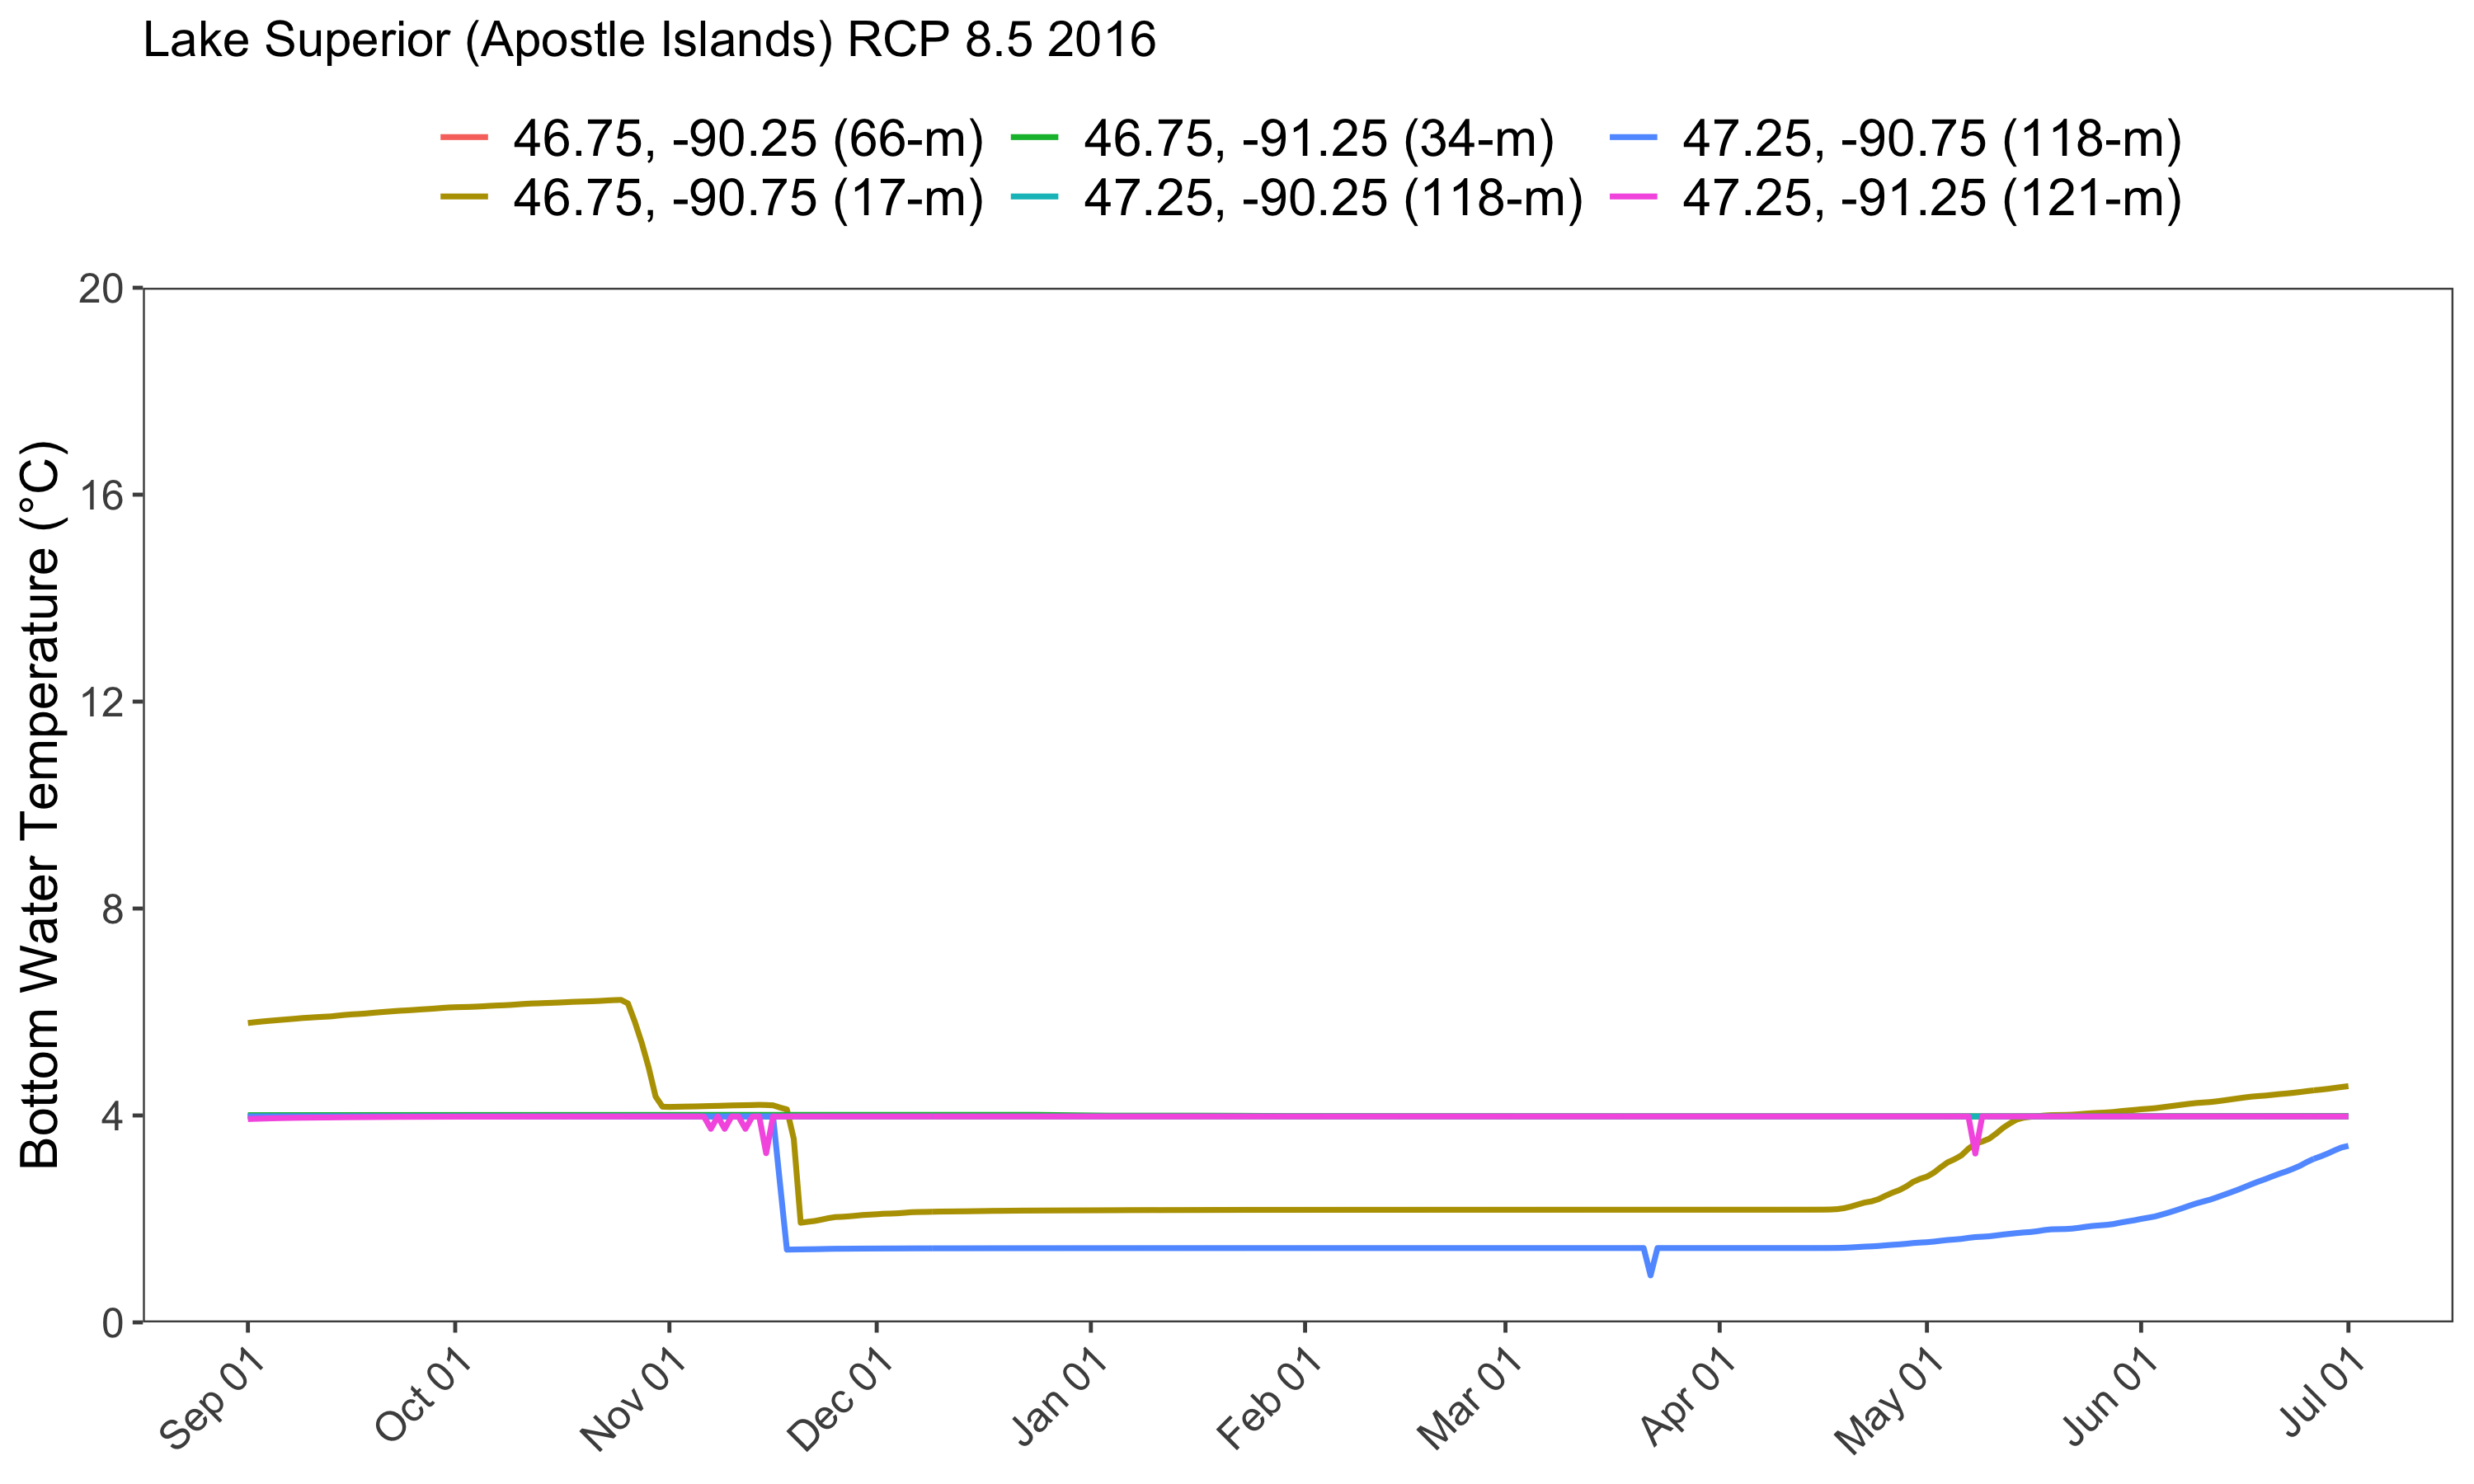 Lake Superior (Apostle Islands) RCP 8.5 2016
46.75, -90.25 (66-m) 46.75, -91.25 (34-m) 47.25, -90.75 (118-m)
46.75, -90.75 (17-m) 47.25, -90.25 (118-m) 47.25, -91.25 (121-m)
Bottom Water Temperature (°C)
20
16
12
8
4
0
Sep 01 Oct 01 Nov 01 Dec 01 Jan 01 Feb 01 Mar 01 Apr 01 May 01 Jun 01 Jul 01